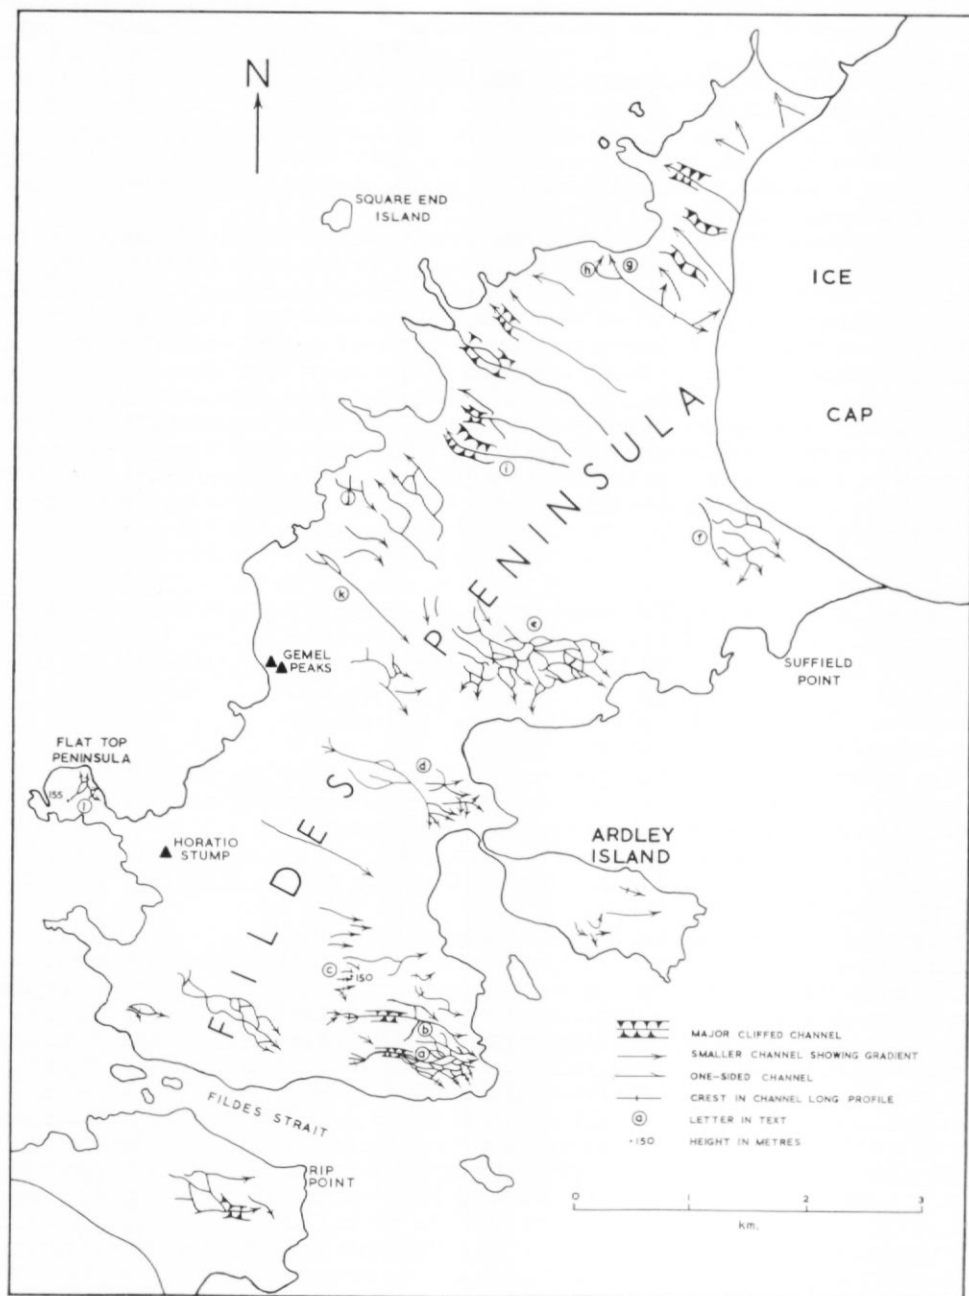 N
SQUARE END
ISLAND
ICE
CAP
h
g
i
j
k
f
e
GEMEL
PEAKS
SUFFIELD
POINT
FLAT TOP
PENINSULA
155
l
d
HORATIO
STUMP
ARDLEY
ISLAND
FILDES PENINSULA
c
·150
b
a
FILDES STRAIT
RIP
POINT
MAJOR CLIFFED CHANNEL
SMALLER CHANNEL SHOWING GRADIENT
ONE-SIDED CHANNEL
CREST IN CHANNEL LONG PROFILE
a LETTER IN TEXT
·150 HEIGHT IN METRES
0 1 2 3
km.